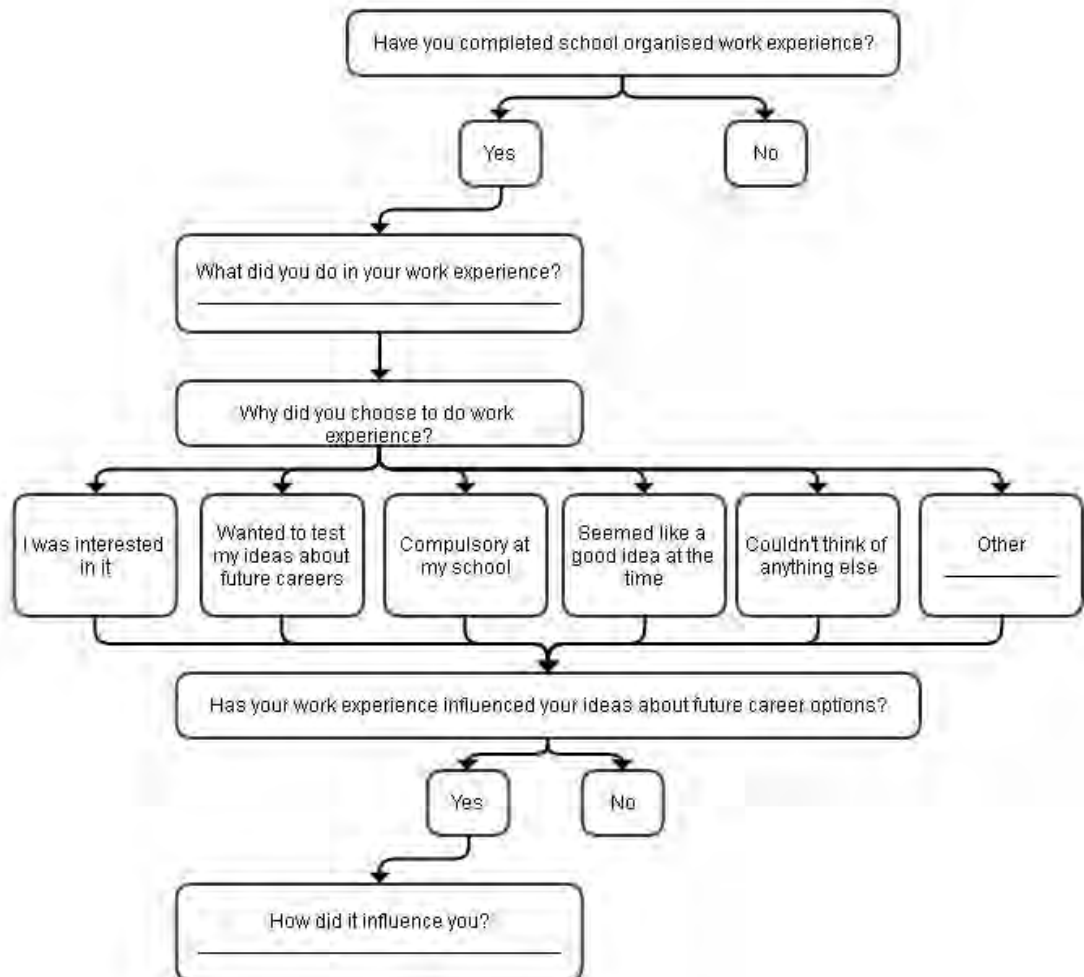 Have you completed school organised work experience?
Yes
No
What did you do in your work experience?
Why did you choose to do work
experience?
I was interested
in it
Wanted to test
my ideas about
future careers
Compulsory at
my school
Seemed like a
good idea at the
time
Couldn't think of
anything else
Other
Has your work experience influenced your ideas about future career options?
Yes
No
How did it influence you?